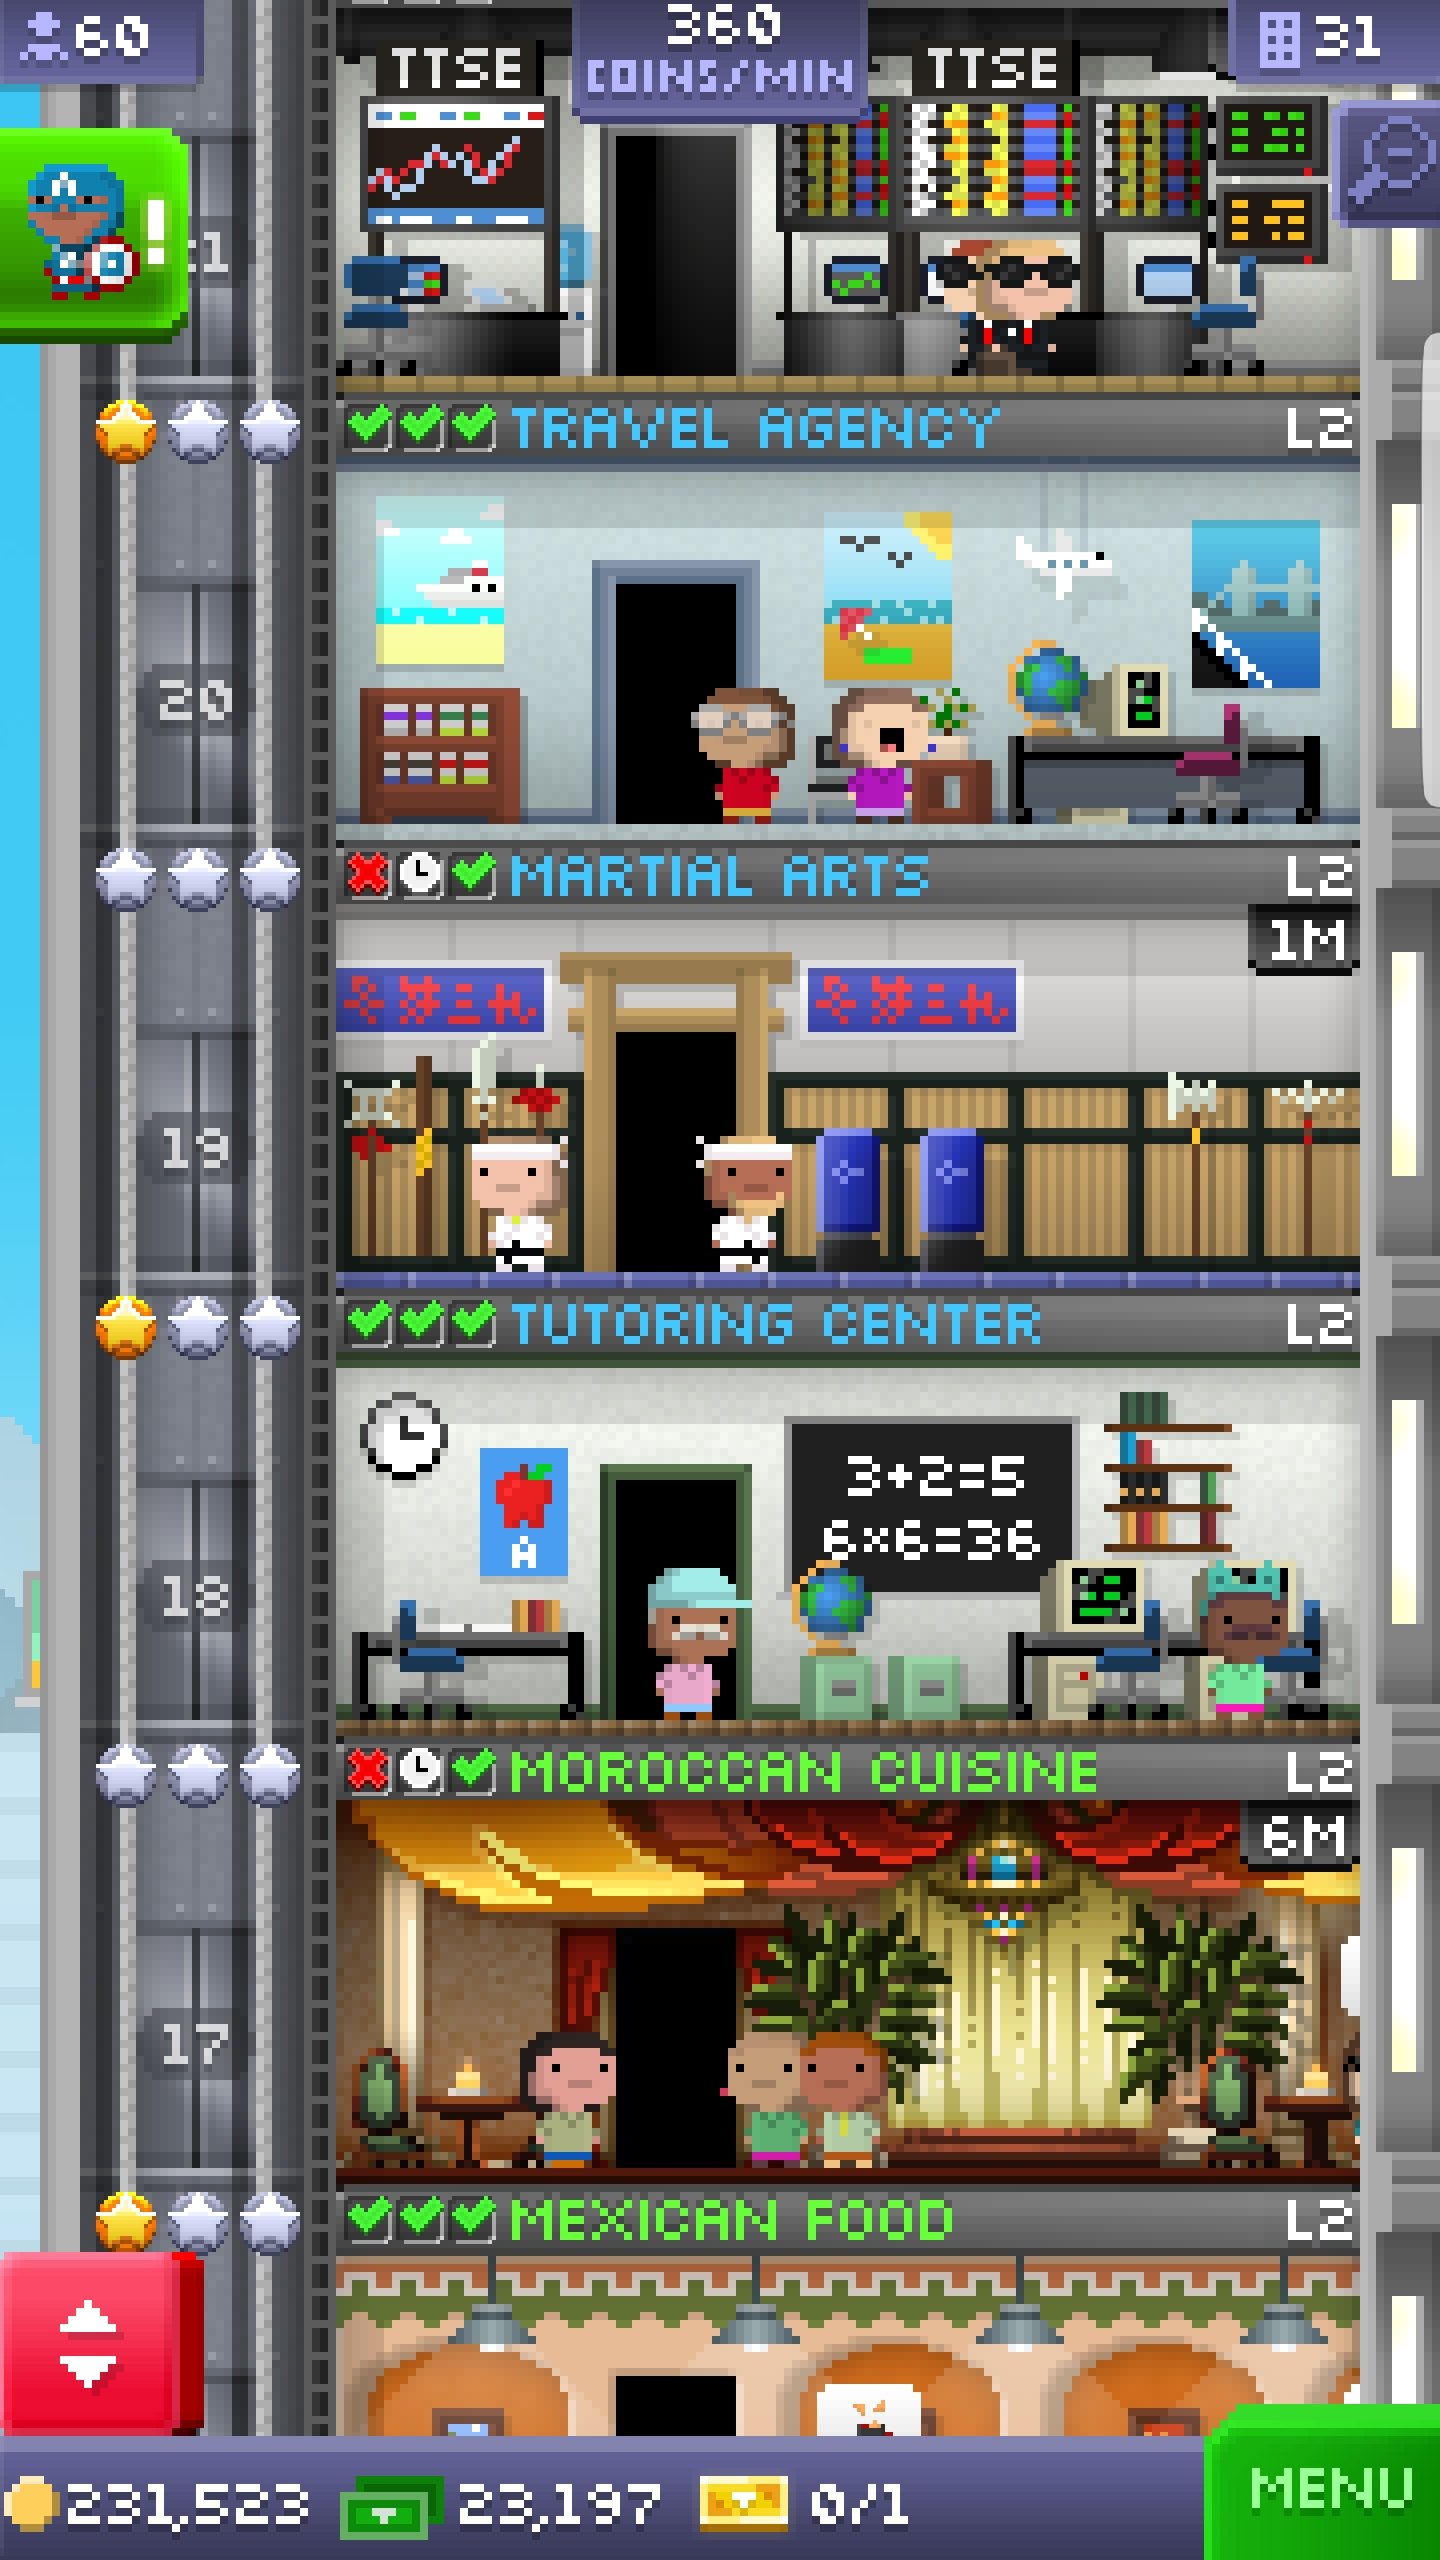 60
360
COINS/MIN
31
TTSE
TTSE
!
TRAVEL AGENCY
L2
20
MARTIAL ARTS
L2
1M
19
TUTORING CENTER
L2
3+2=5
6×6=36
A
18
MOROCCAN CUISINE
L2
6M
17
MEXICAN FOOD
L2
231,523
23,197
0/1
MENU